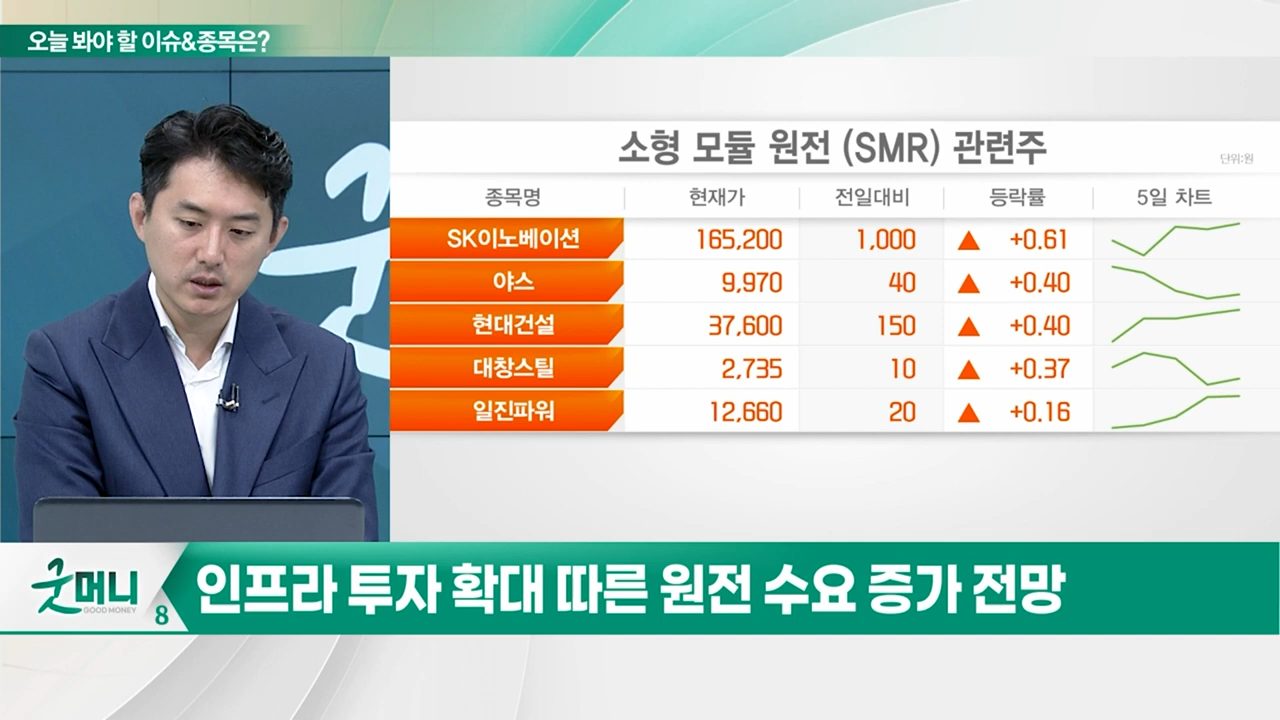 오늘 봐야 할 이슈&종목은?
소형 모듈 원전 (SMR) 관련주
단위:원
종목명 현재가 전일대비 등락률 5일 차트
SK이노베이션 165,200 1,000 ▲ +0.61
야스 9,970 40 ▲ +0.40
현대건설 37,600 150 ▲ +0.40
대창스틸 2,735 10 ▲ +0.37
일진파워 12,660 20 ▲ +0.16
굿머니
GOOD MONEY
8
인프라 투자 확대 따른 원전 수요 증가 전망